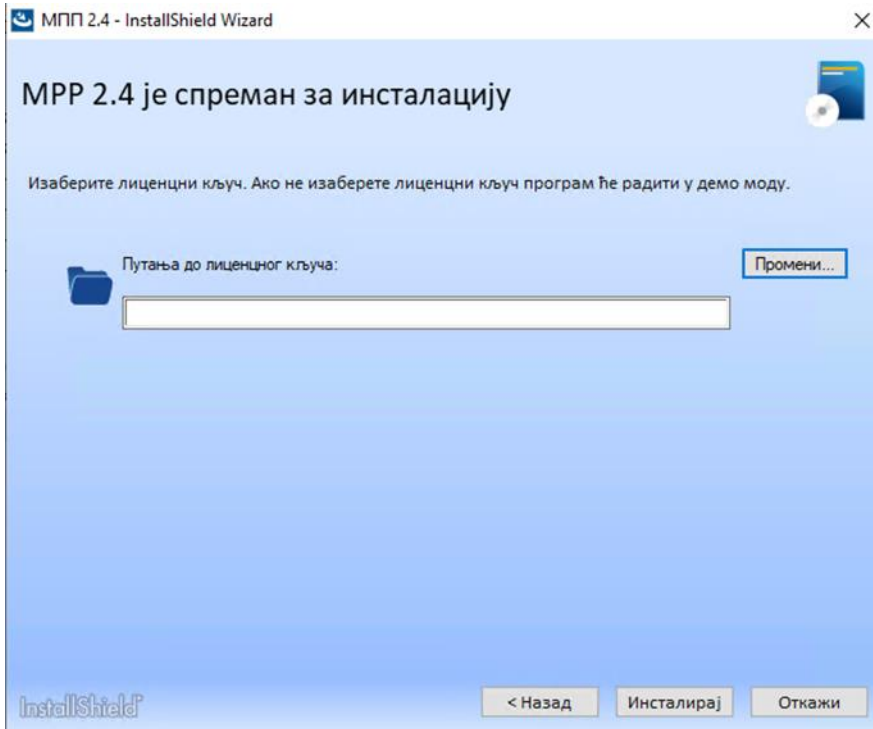 МПП 2.4 - InstallShield Wizard
МРР 2.4 је спреман за инсталацију
Изаберите лиценцни кључ. Ако не изаберете лиценцни кључ програм ће радити у демо моду.
Путања до лиценцног кључа:
Промени...
InstallShield
< Назад
Инсталирај
Откажи